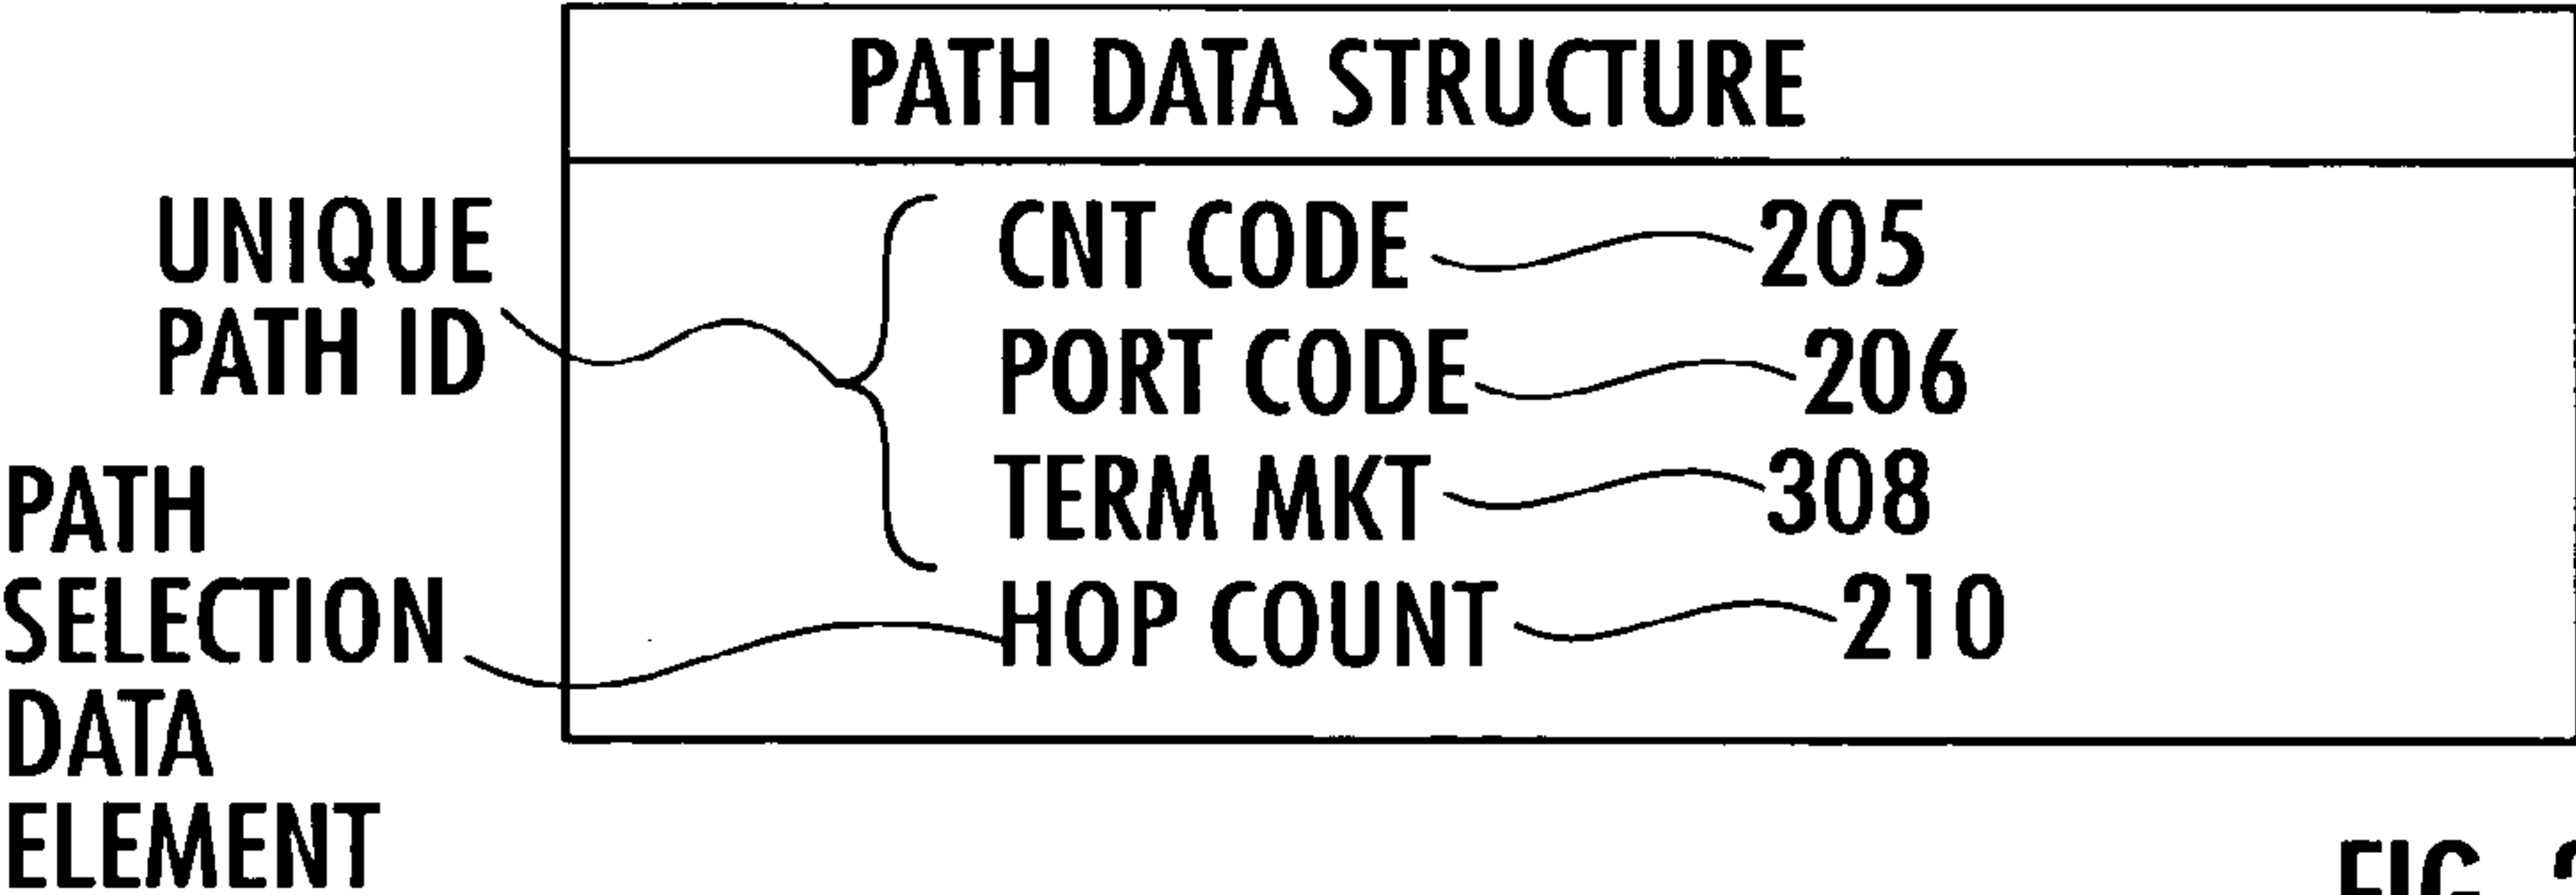 PATH DATA STRUCTURE
UNIQUE
PATH ID
CNT CODE 205
PORT CODE 206
TERM MKT 308
HOP COUNT 210
PATH
SELECTION
DATA
ELEMENT
FIG.